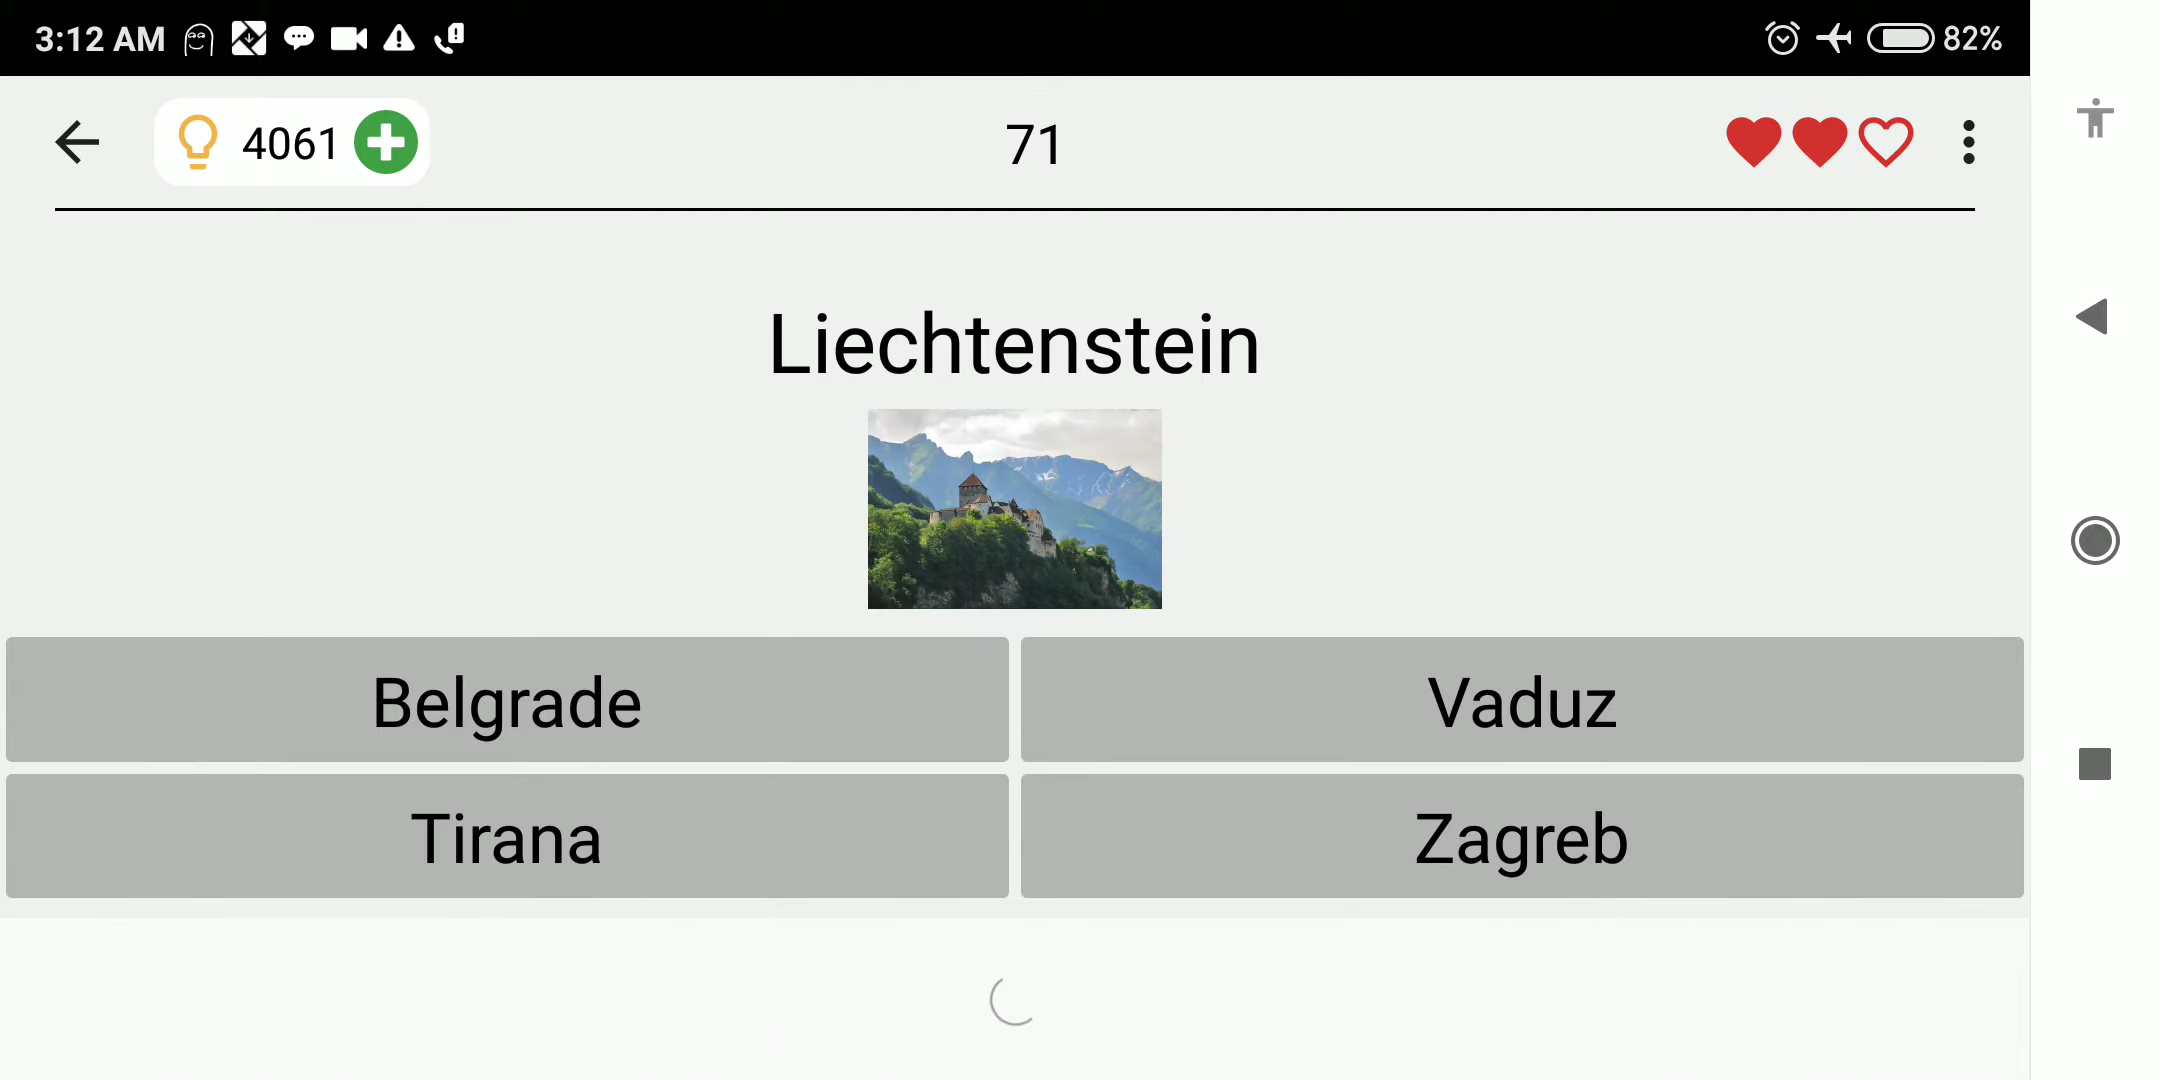 3:12 AM 82%
4061 71
Liechtenstein
Belgrade Vaduz
Tirana Zagreb